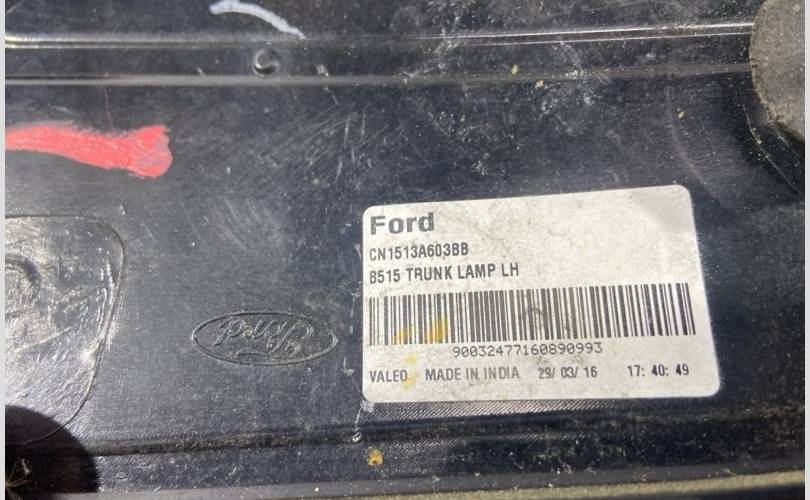 Ford
CN1513A603BB
B515 TRUNK LAMP LH
90032477160890993
VALEO MADE IN INDIA 29/ 03/ 16 17: 40: 49
Ford